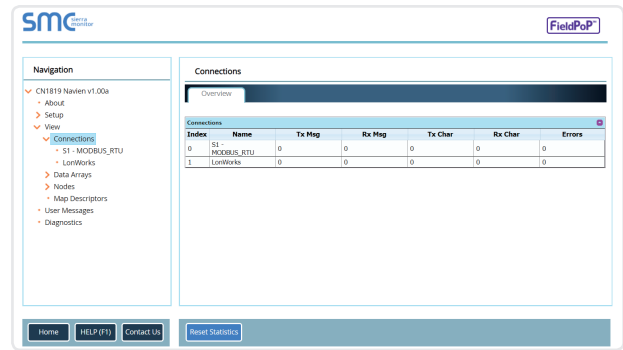 SMC sierra monitor
FieldPoP™
Navigation
CN1819 Navien v1.00a
About
Setup
View
Connections
S1 - MODBUS_RTU
LonWorks
Data Arrays
Nodes
Map Descriptors
User Messages
Diagnostics
Connections
Overview
Connections
Index Name Tx Msg Rx Msg Tx Char Rx Char Errors
0 S1 - MODBUS_RTU 0 0 0 0 0
1 LonWorks 0 0 0 0 0
Home HELP (F1) Contact Us
Reset Statistics